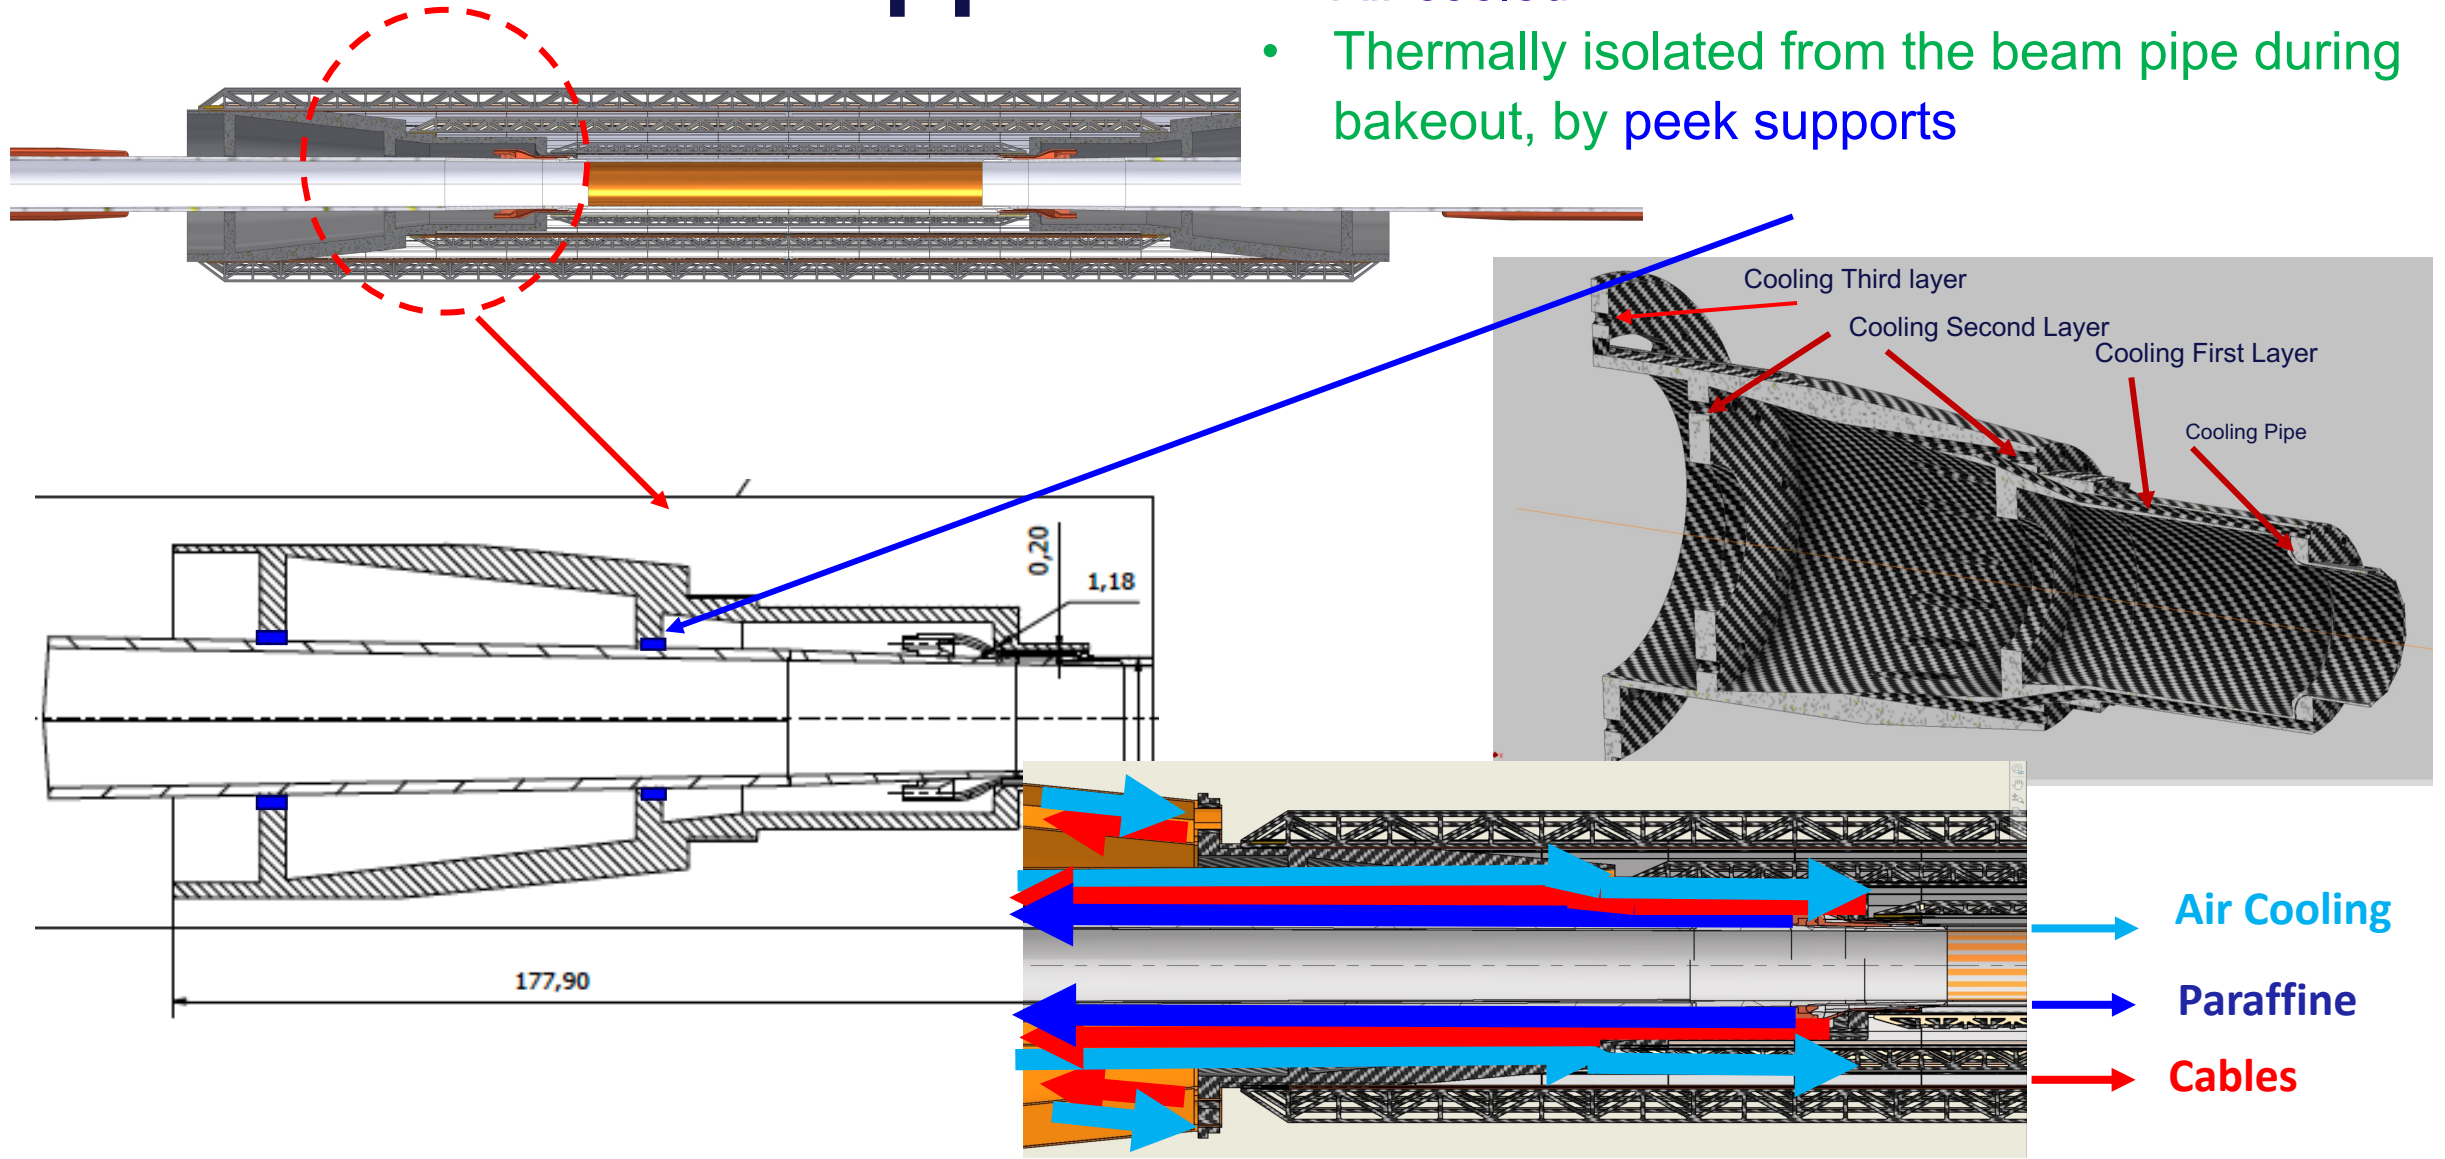 • Thermally isolated from the beam pipe during
bakeout, by peek supports
Cooling Third layer
Cooling Second Layer
Cooling First Layer
Cooling Pipe
0,20
1,18
177,90
Air Cooling
Paraffine
Cables